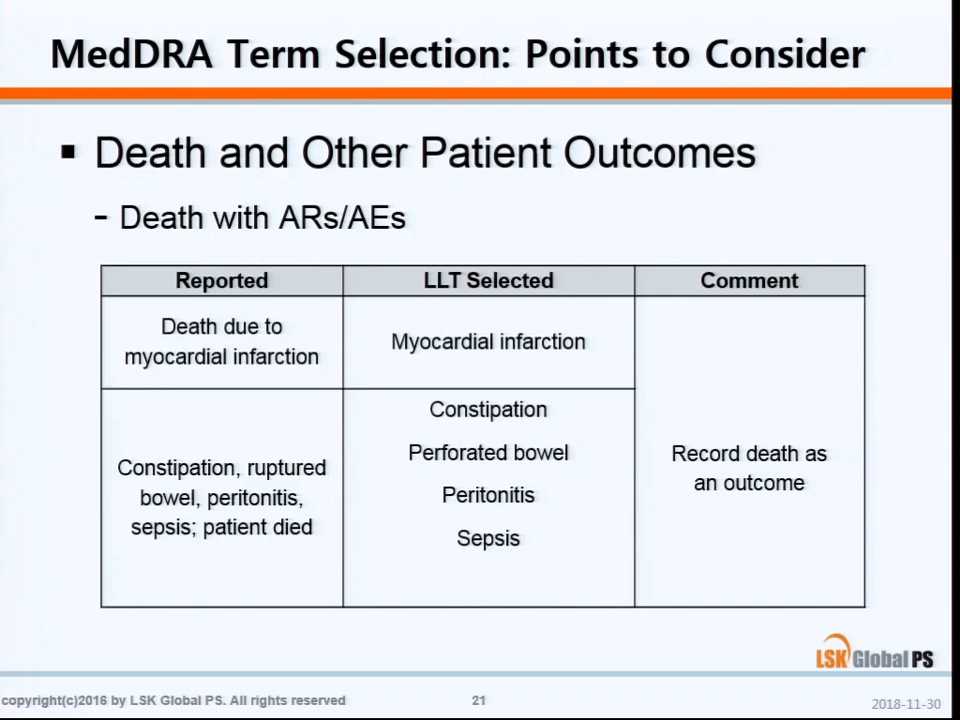 MedDRA Term Selection: Points to Consider
▪ Death and Other Patient Outcomes
- Death with ARs/AEs
Reported
LLT Selected
Comment
Death due to
myocardial infarction
Myocardial infarction
Constipation, ruptured
bowel, peritonitis,
sepsis; patient died
Constipation
Perforated bowel
Peritonitis
Sepsis
Record death as
an outcome
LSK Global PS
copyright(c)2016 by LSK Global PS. All rights reserved
21
2018-11-30